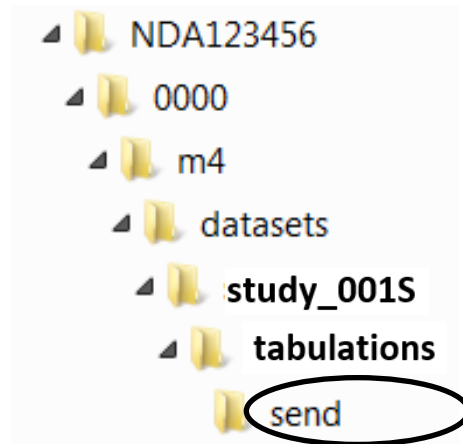 NDA123456
0000
m4
datasets
study_001S
tabulations
send